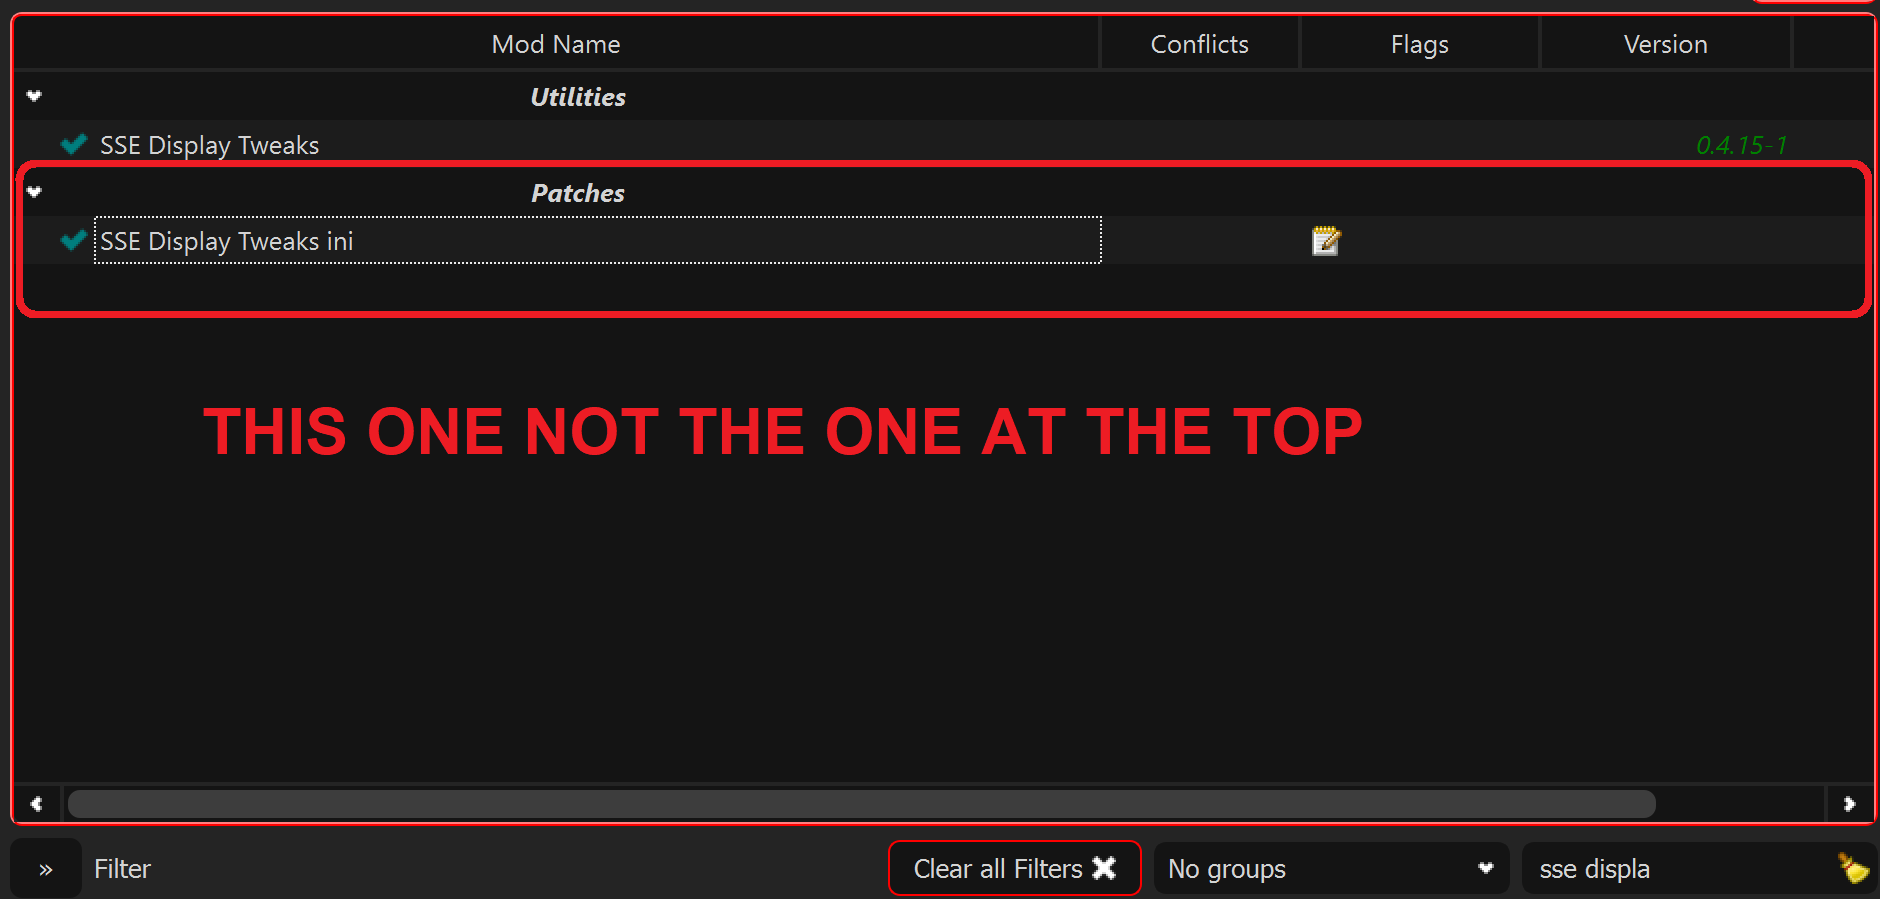 Mod Name Conflicts Flags Version
Utilities
SSE Display Tweaks 0.4.15-1
Patches
SSE Display Tweaks ini
THIS ONE NOT THE ONE AT THE TOP
» Filter Clear all Filters No groups sse displa